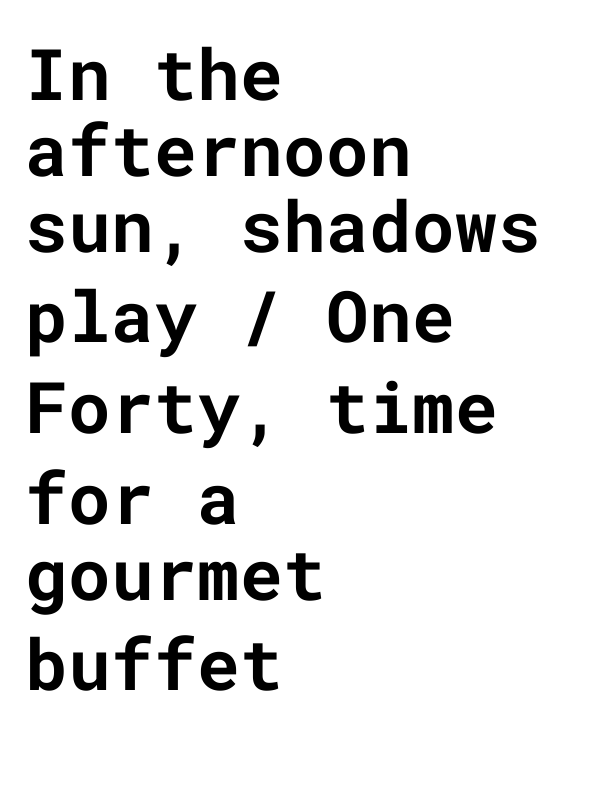 In the
afternoon
sun, shadows
play / One
Forty, time
for a
gourmet
buffet